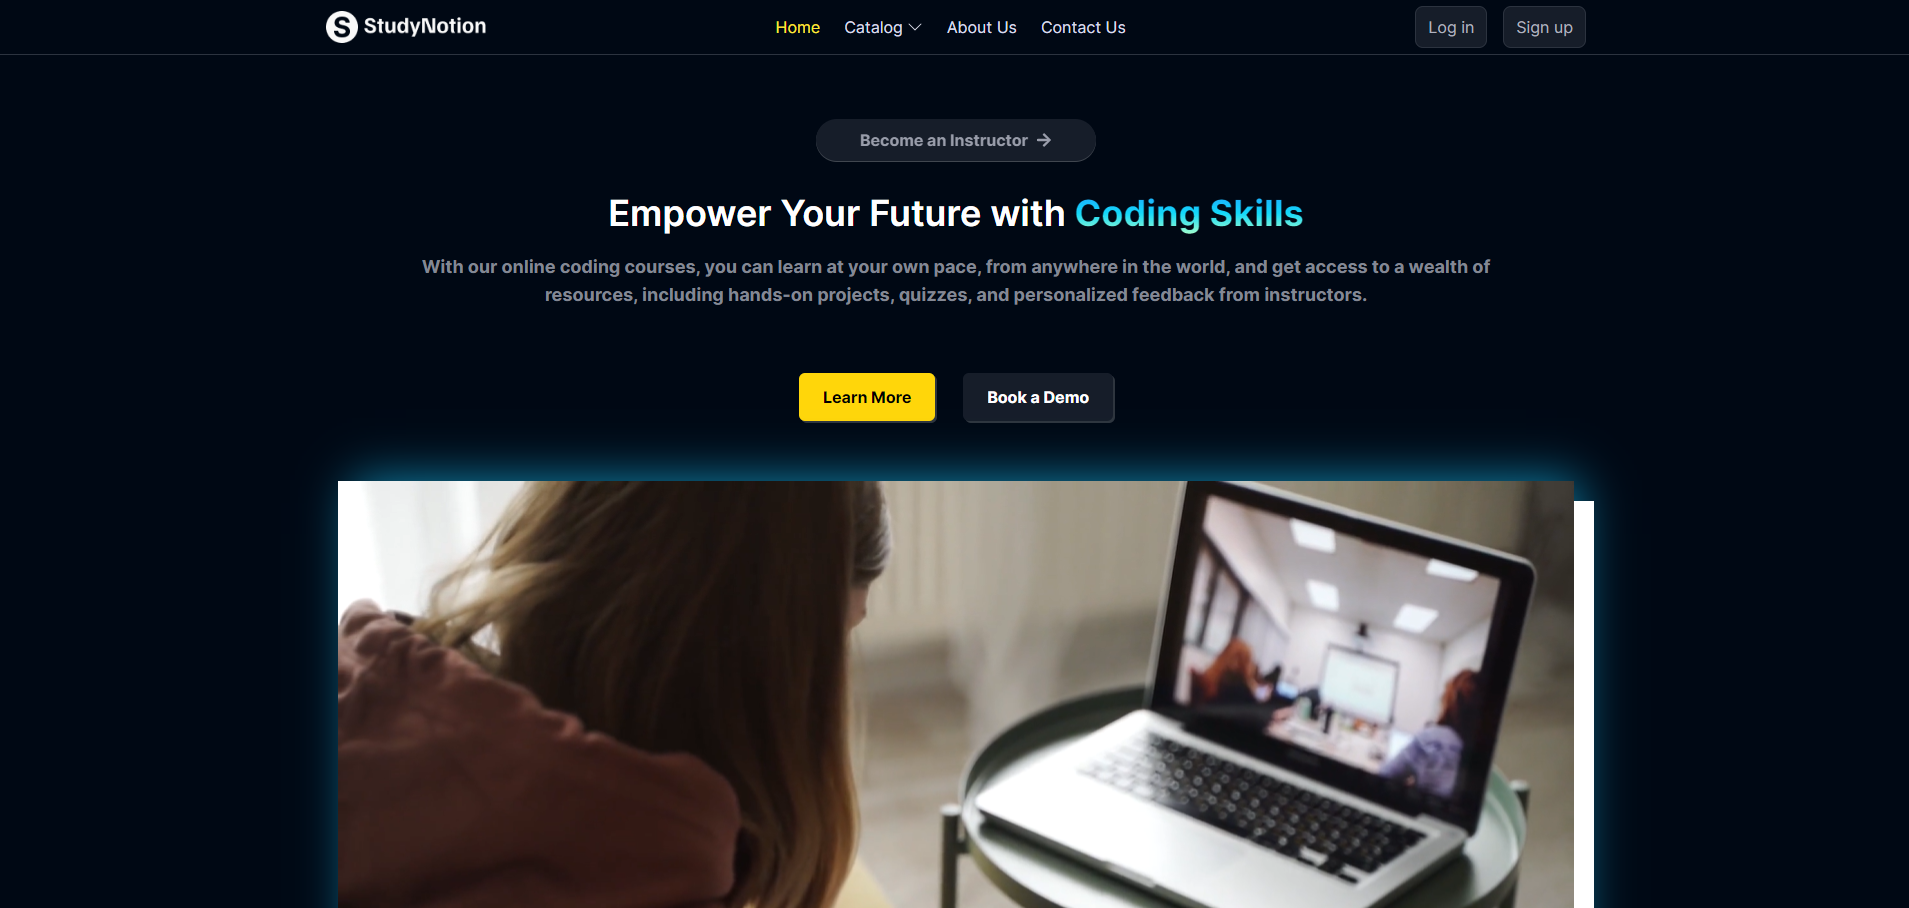 StudyNotion
Home Catalog About Us Contact Us
Log in Sign up
Become an Instructor
Empower Your Future with Coding Skills
With our online coding courses, you can learn at your own pace, from anywhere in the world, and get access to a wealth of
resources, including hands-on projects, quizzes, and personalized feedback from instructors.
Learn More Book a Demo